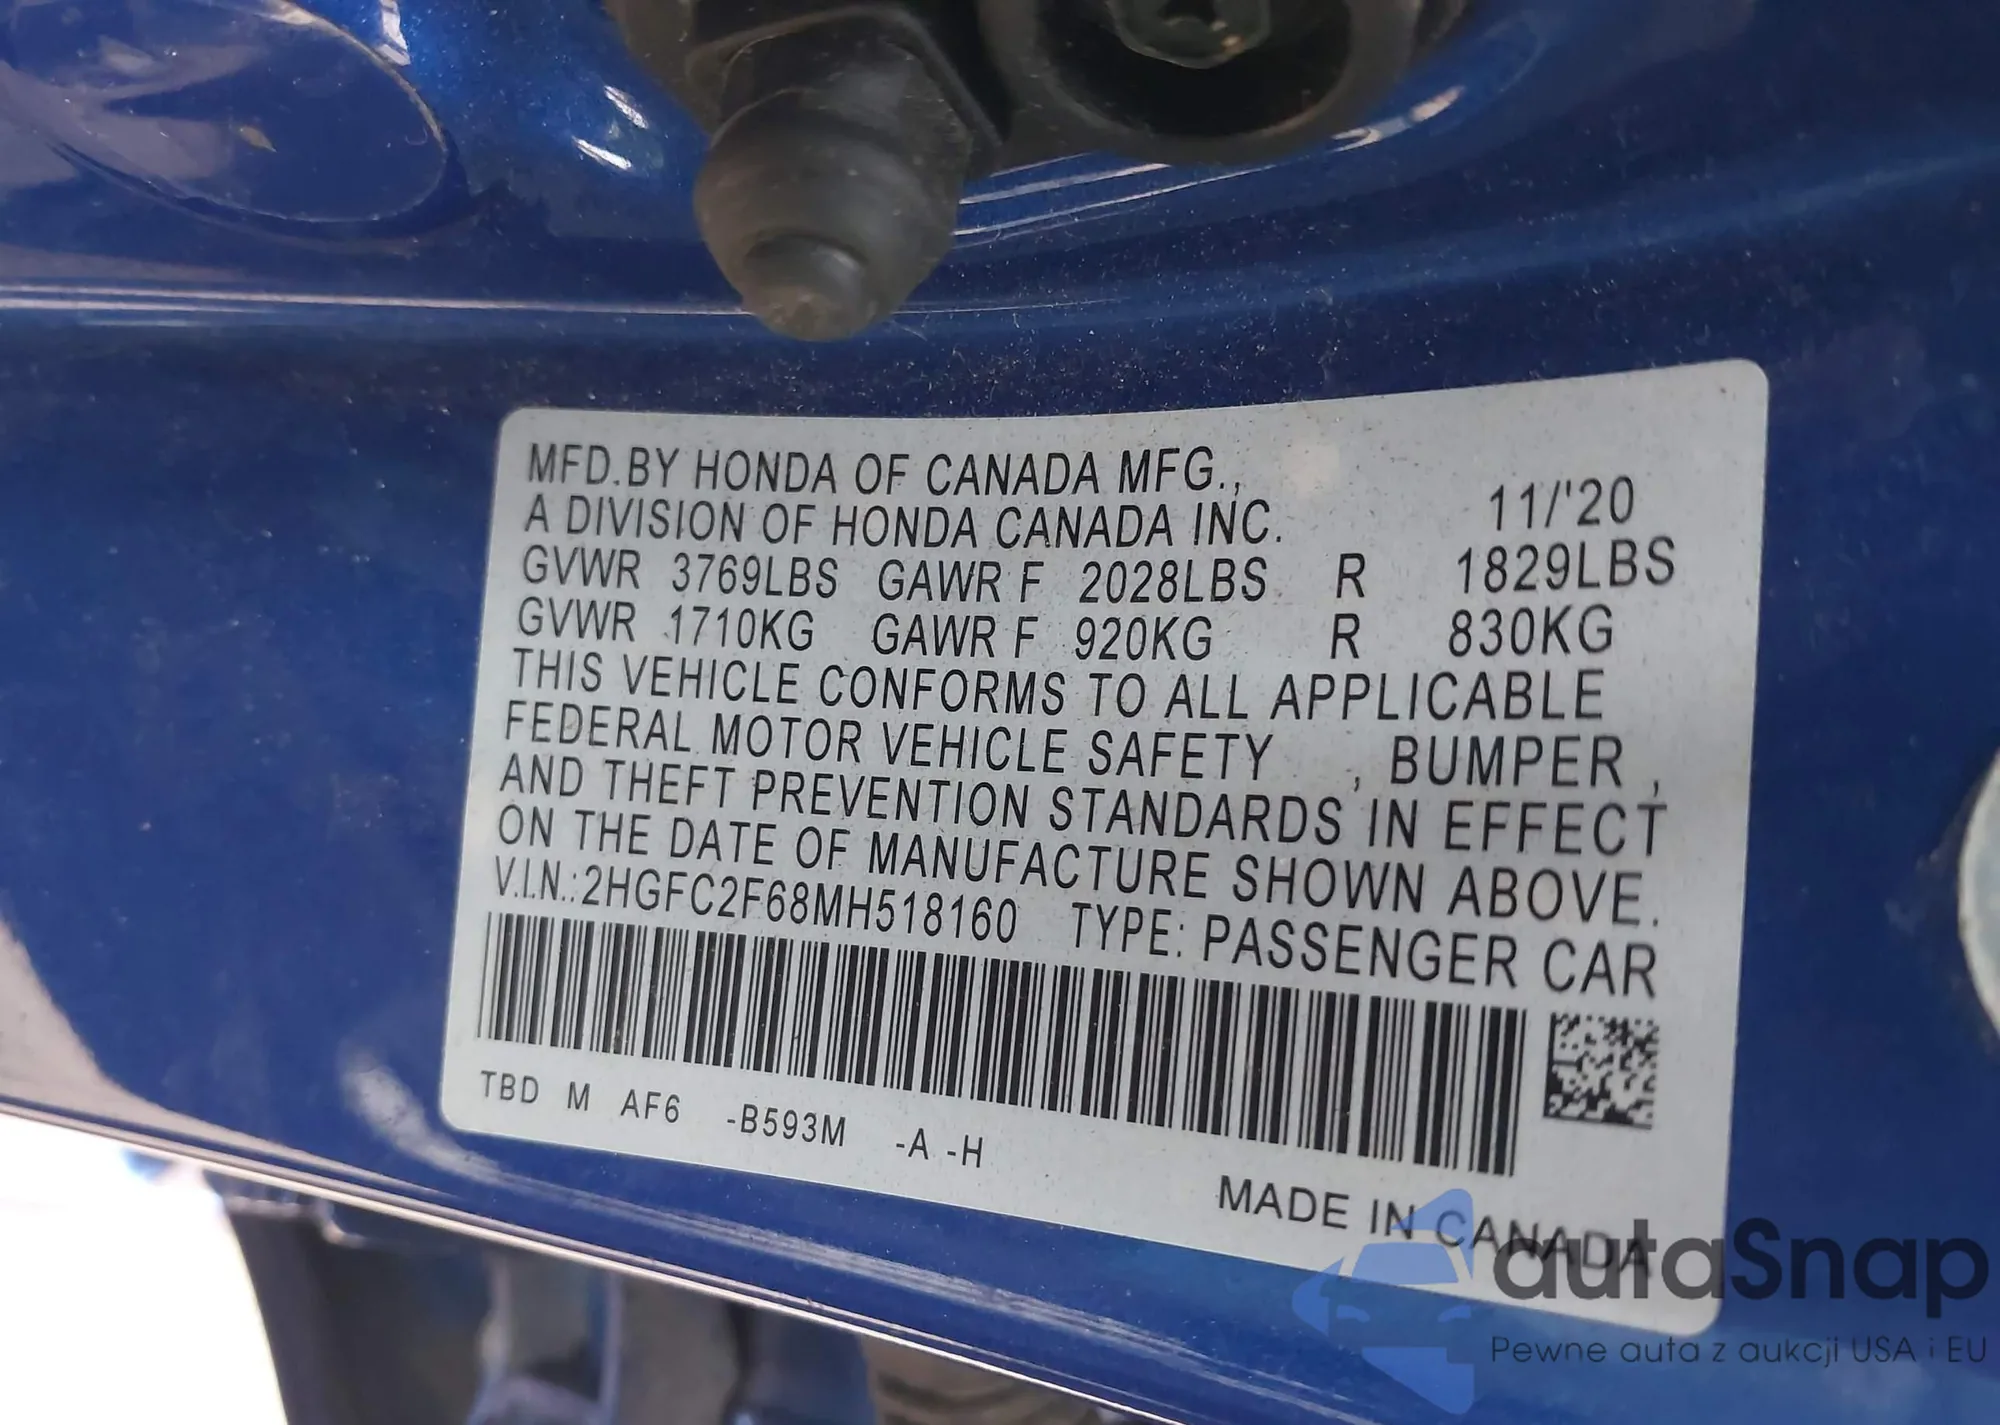 MFD.BY HONDA OF CANADA MFG.,
A DIVISION OF HONDA CANADA INC. 11/'20
GVWR 3769LBS GAWR F 2028LBS R 1829LBS
GVWR 1710KG GAWR F 920KG R 830KG
THIS VEHICLE CONFORMS TO ALL APPLICABLE
FEDERAL MOTOR VEHICLE SAFETY , BUMPER ,
AND THEFT PREVENTION STANDARDS IN EFFECT
ON THE DATE OF MANUFACTURE SHOWN ABOVE.
V.I.N.:2HGFC2F68MH518160 TYPE: PASSENGER CAR
TBD M AF6 -B593M -A -H
MADE IN CANADA
autaSnap
Pewne auta z aukcji USA i EU